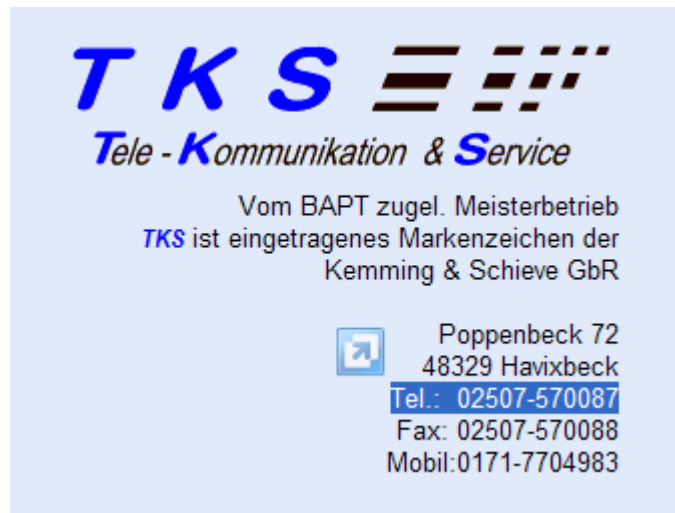 TKS
Tele - Kommunikation & Service
Vom BAPT zugel. Meisterbetrieb
TKS ist eingetragenes Markenzeichen der
Kemming & Schieve GbR
Poppenbeck 72
48329 Havixbeck
Tel.: 02507-570087
Fax: 02507-570088
Mobil:0171-7704983